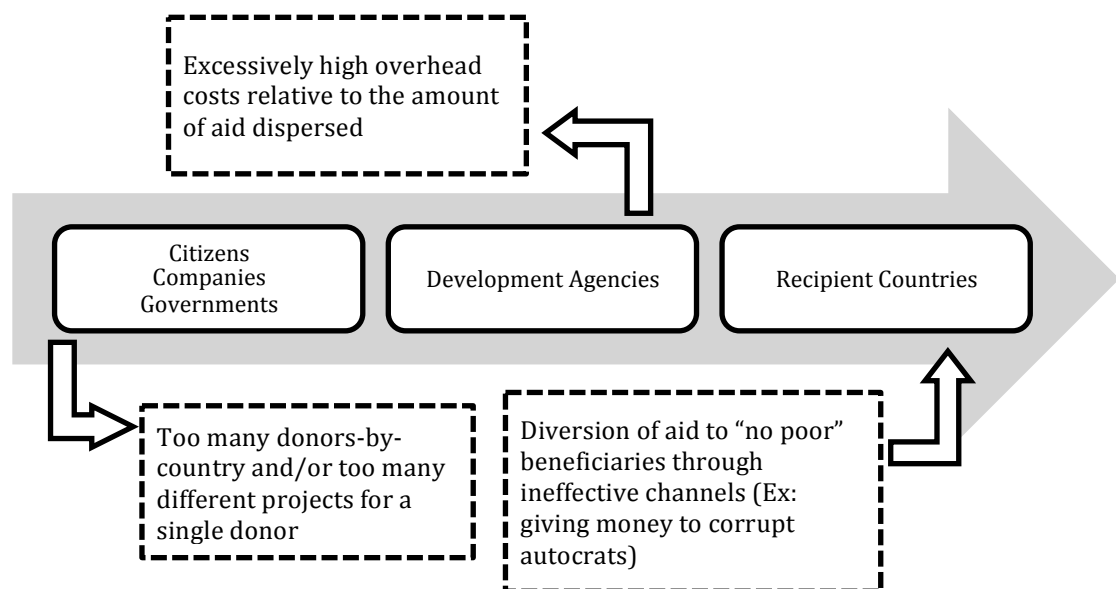 Excessively high overhead
costs relative to the amount
of aid dispersed
Citizens
Companies
Governments
Development Agencies
Recipient Countries
Too many donors-by-
country and/or too many
different projects for a
single donor
Diversion of aid to “no poor”
beneficiaries through
ineffective channels (Ex:
giving money to corrupt
autocrats)